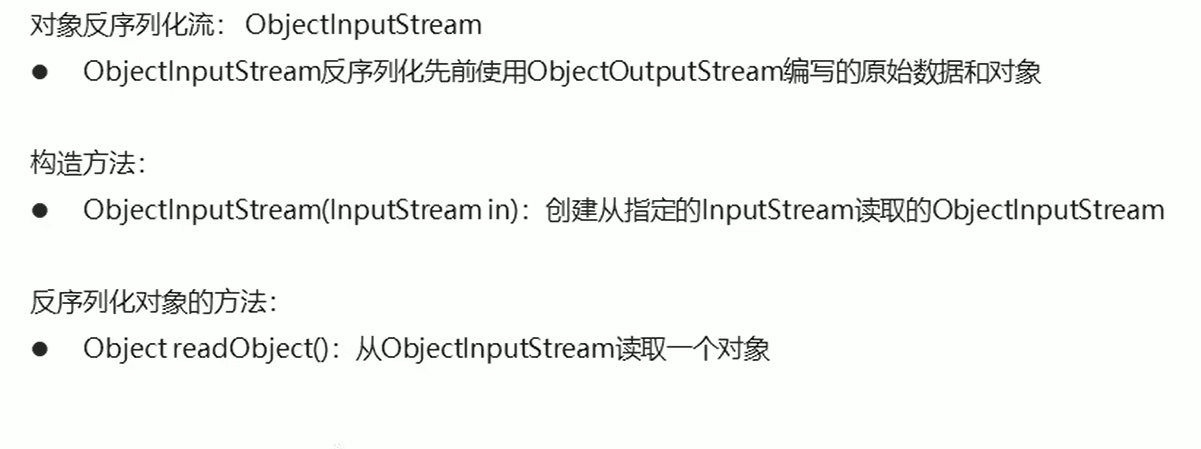 对象反序列化流： ObjectInputStream
● ObjectInputStream反序列化先前使用ObjectOutputStream编写的原始数据和对象
构造方法：
● ObjectInputStream(InputStream in)：创建从指定的InputStream读取的ObjectInputStream
反序列化对象的方法：
● Object readObject()：从ObjectInputStream读取一个对象